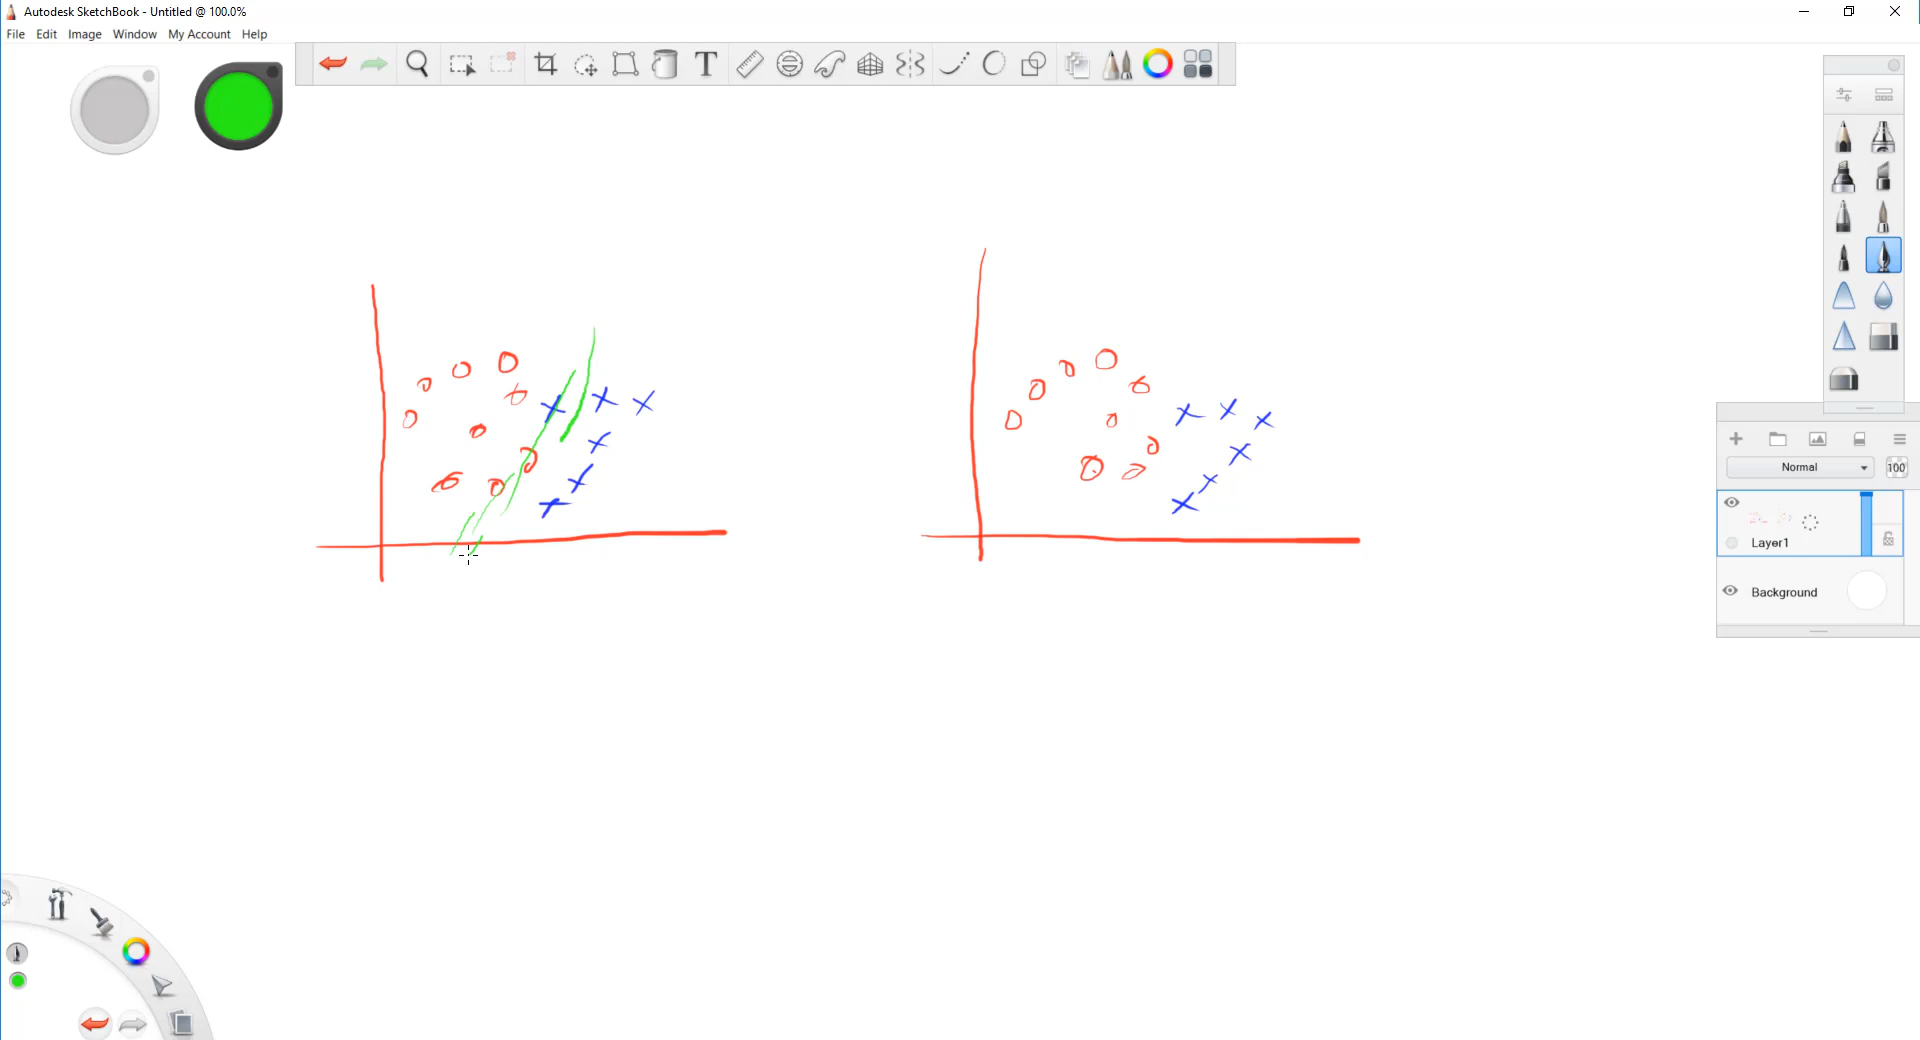 Autodesk SketchBook - Untitled @ 100.0%
File Edit Image Window My Account Help
T
Normal
100
Layer1
Background